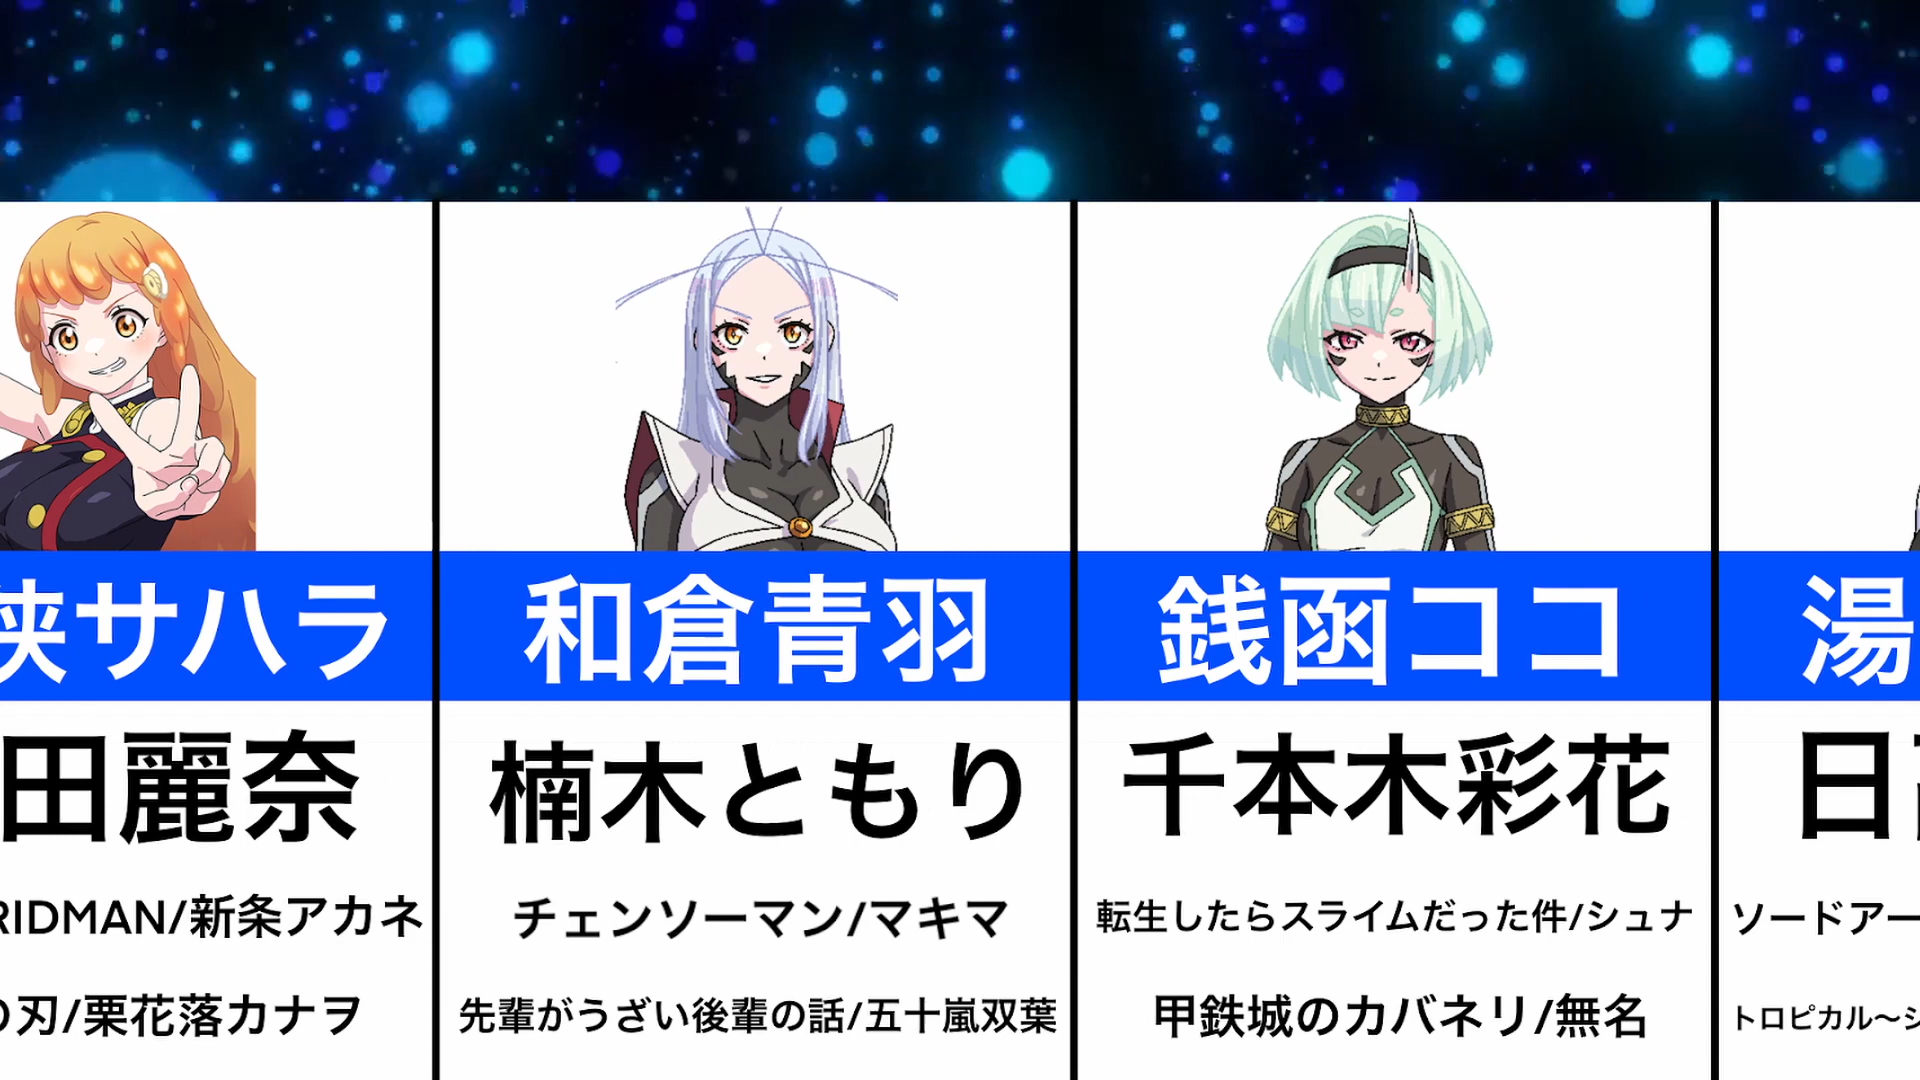 峡サハラ
田麗奈
RIDMAN/新条アカネ
の刃/栗花落カナヲ
和倉青羽
楠木ともり
チェンソーマン/マキマ
先輩がうざい後輩の話/五十嵐双葉
銭函ココ
千本木彩花
転生したらスライムだった件/シュナ
甲鉄城のカバネリ/無名
湯
日
ソードアー
トロピカル〜ジ